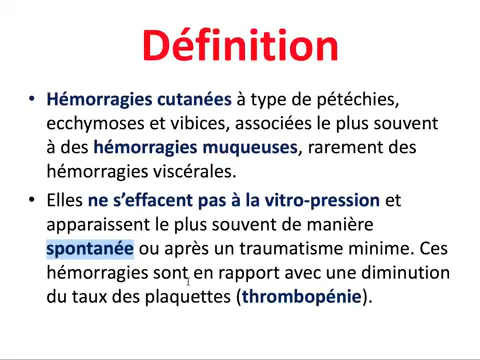 Définition
• Hémorragies cutanées à type de pétéchies,
ecchymoses et vibices, associées le plus souvent
à des hémorragies muqueuses, rarement des
hémorragies viscérales.
• Elles ne s’effacent pas à la vitro-pression et
apparaissent le plus souvent de manière
spontanée ou après un traumatisme minime. Ces
hémorragies sont en rapport avec une diminution
du taux des plaquettes (thrombopénie).